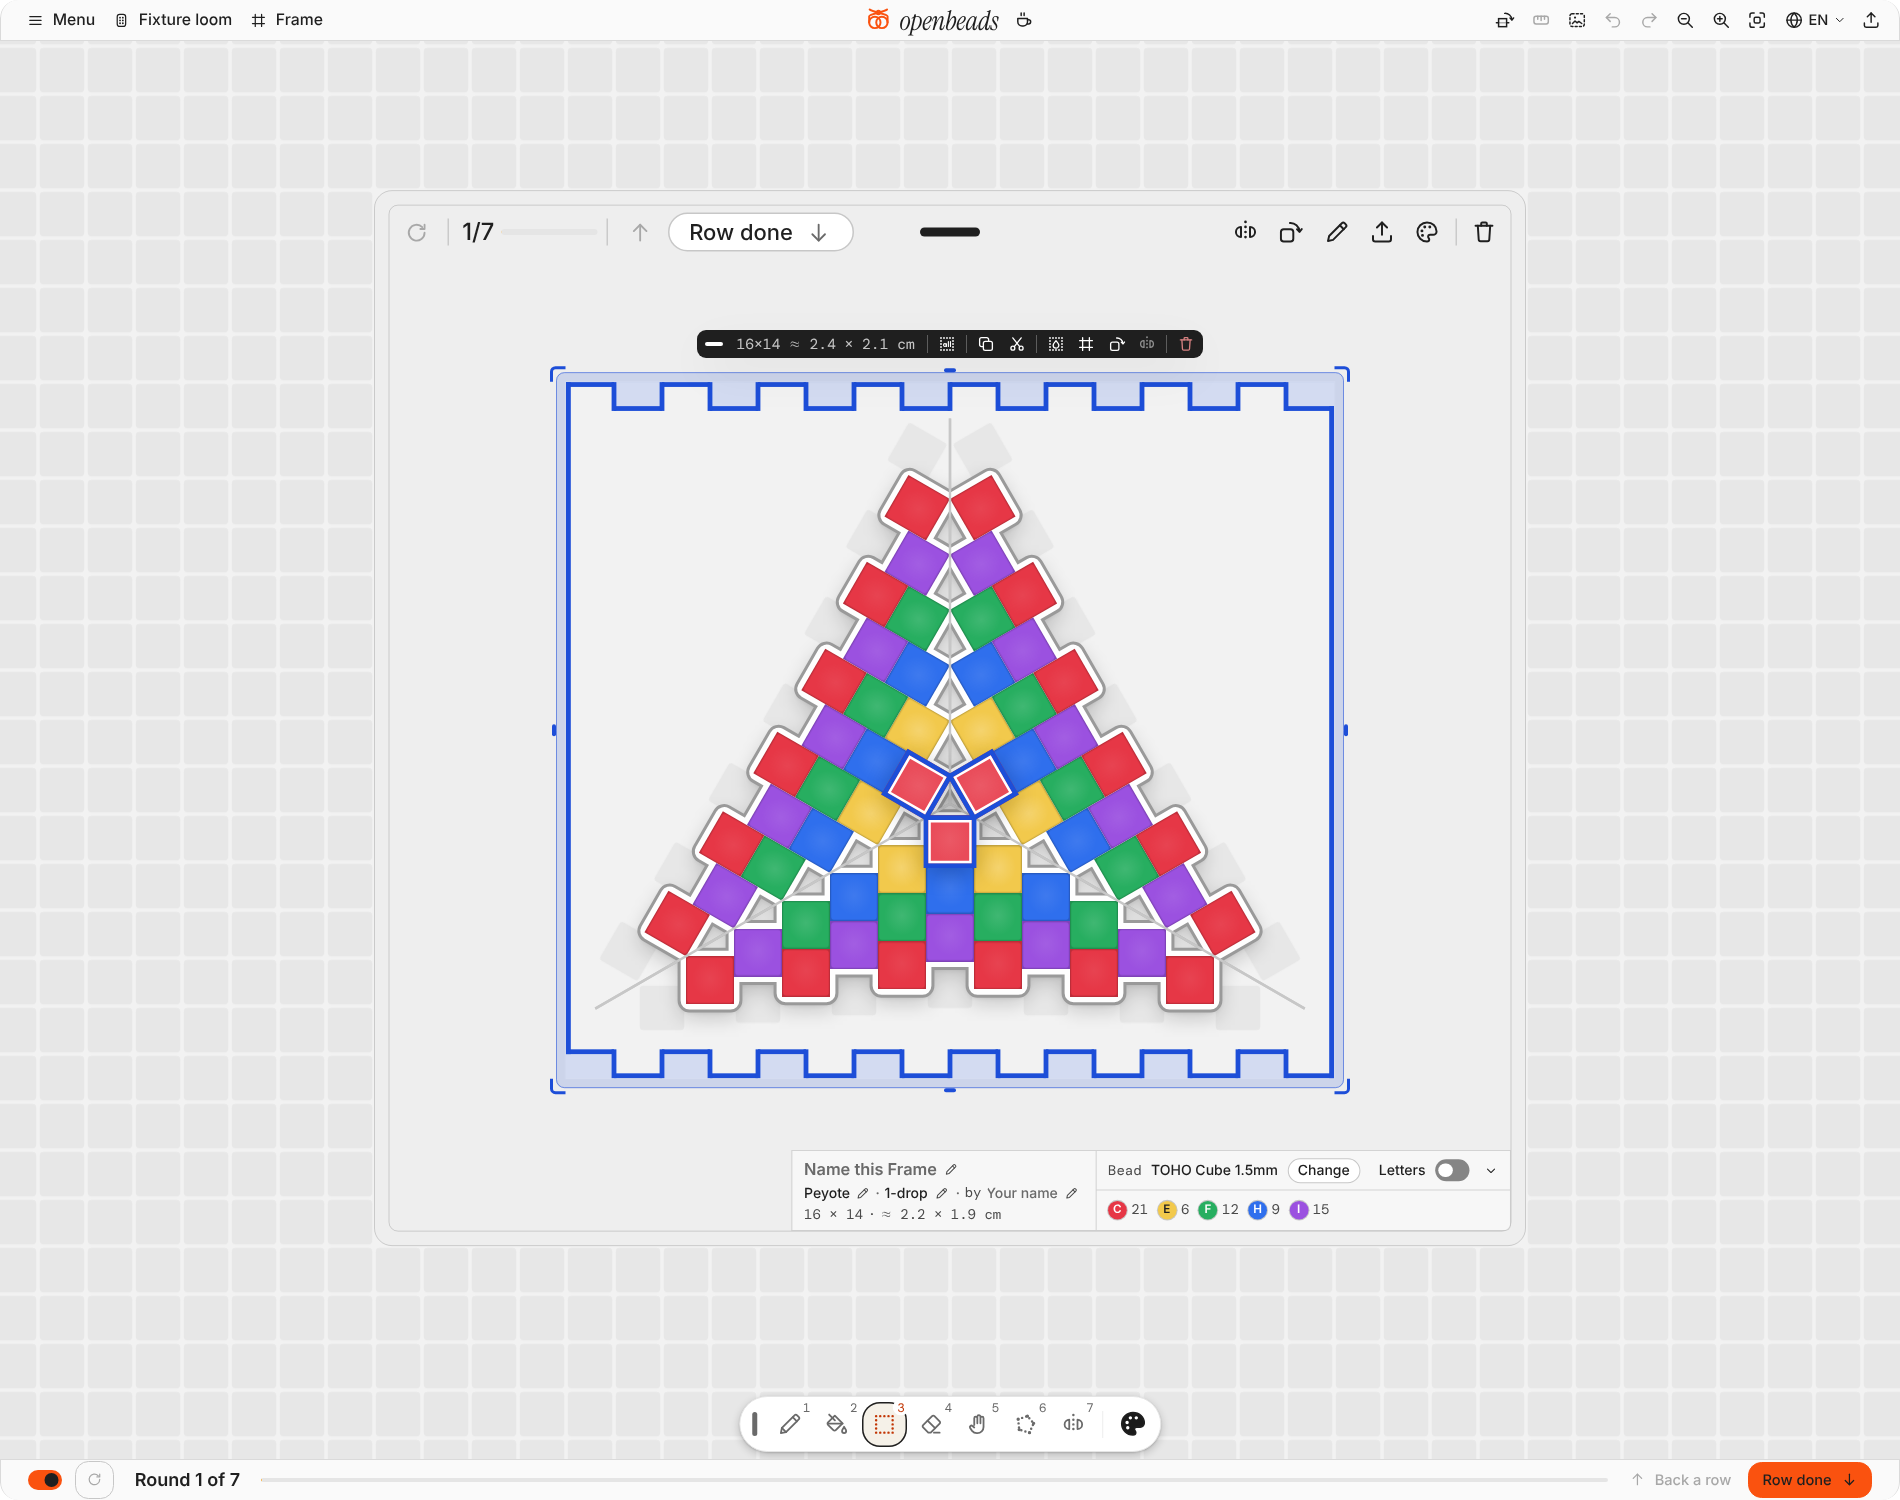 Menu Fixture loom Frame openbeads EN
1/7 Row done
16×14 ≈ 2.4 × 2.1 cm
Name this Frame
Peyote · 1-drop · by Your name
16 × 14 · ≈ 2.2 × 1.9 cm
Bead TOHO Cube 1.5mm Change Letters
C 21 E 6 F 12 H 9 I 15
1 2 3 4 5 6 7
Round 1 of 7 Back a row Row done